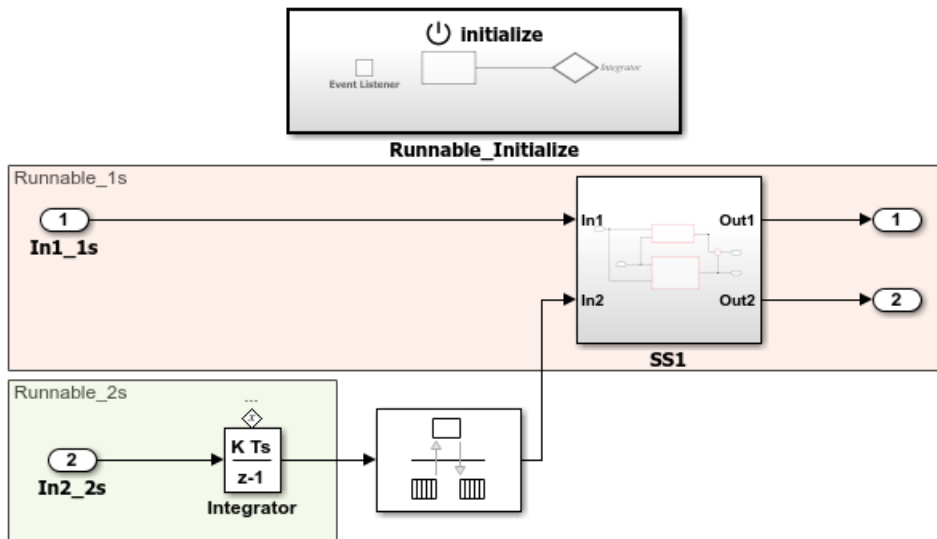 initialize
Event Listener
Integrator
Runnable_Initialize
Runnable_1s
1
In1_1s
In1
Out1
1
In2
Out2
2
SS1
Runnable_2s
---
x
2
In2_2s
K Ts
z-1
Integrator